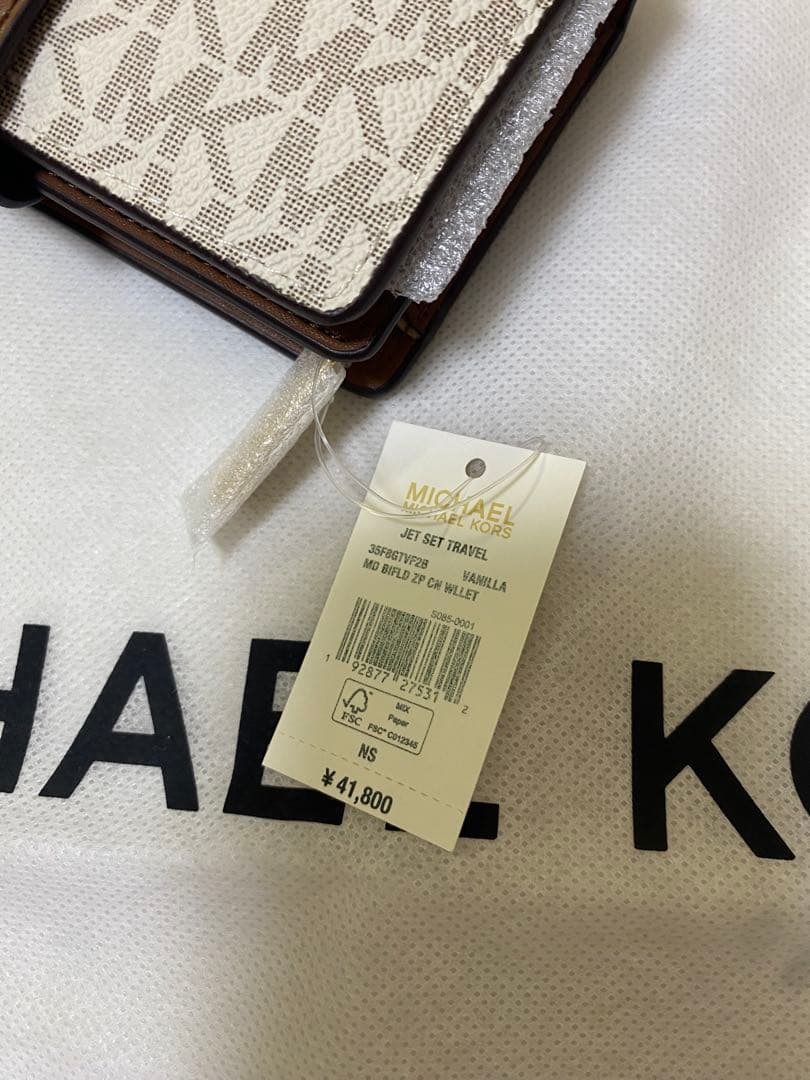 MICHAEL
MICHAEL KORS
JET SET TRAVEL
35F8GTVF2B VANILLA
MD BIFLD ZP CN WLLET
S085-0001
1 92877 27531 2
FSC
MIX
Paper
FSC® C012345
NS
¥41,800
HAEL KO